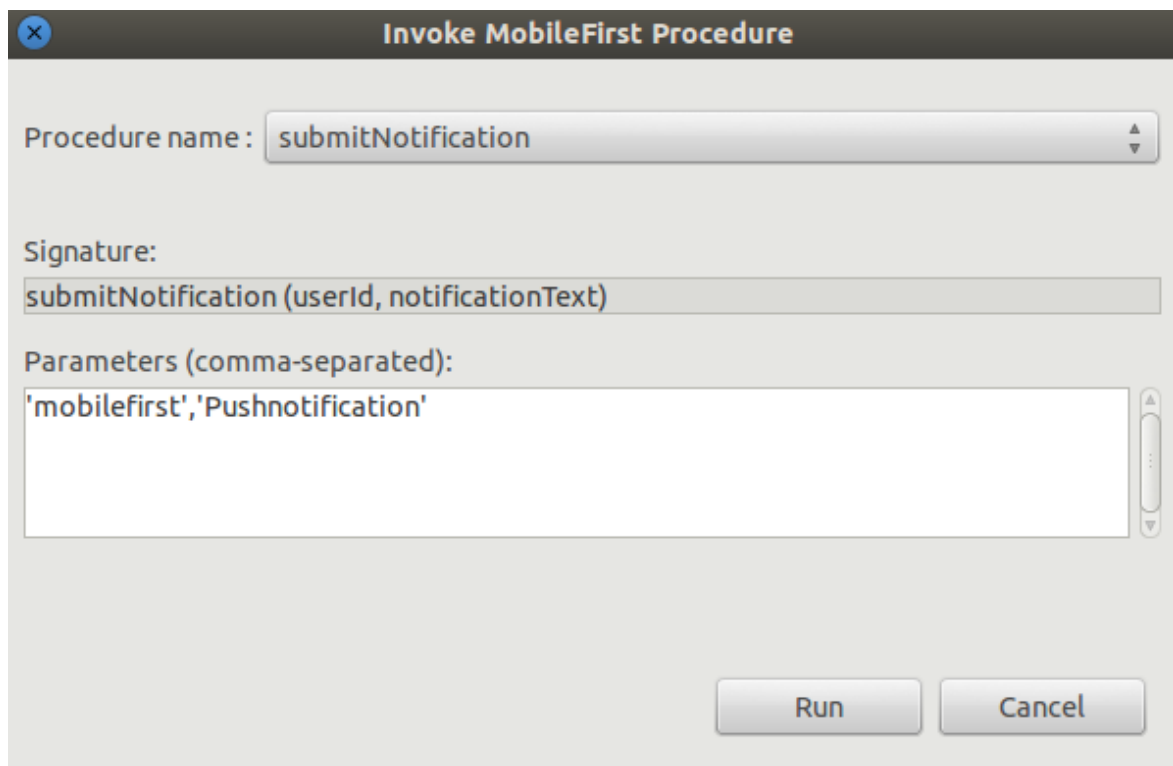 Invoke MobileFirst Procedure
Procedure name : submitNotification
Signature:
submitNotification (userId, notificationText)
Parameters (comma-separated):
'mobilefirst','Pushnotification'
Run Cancel